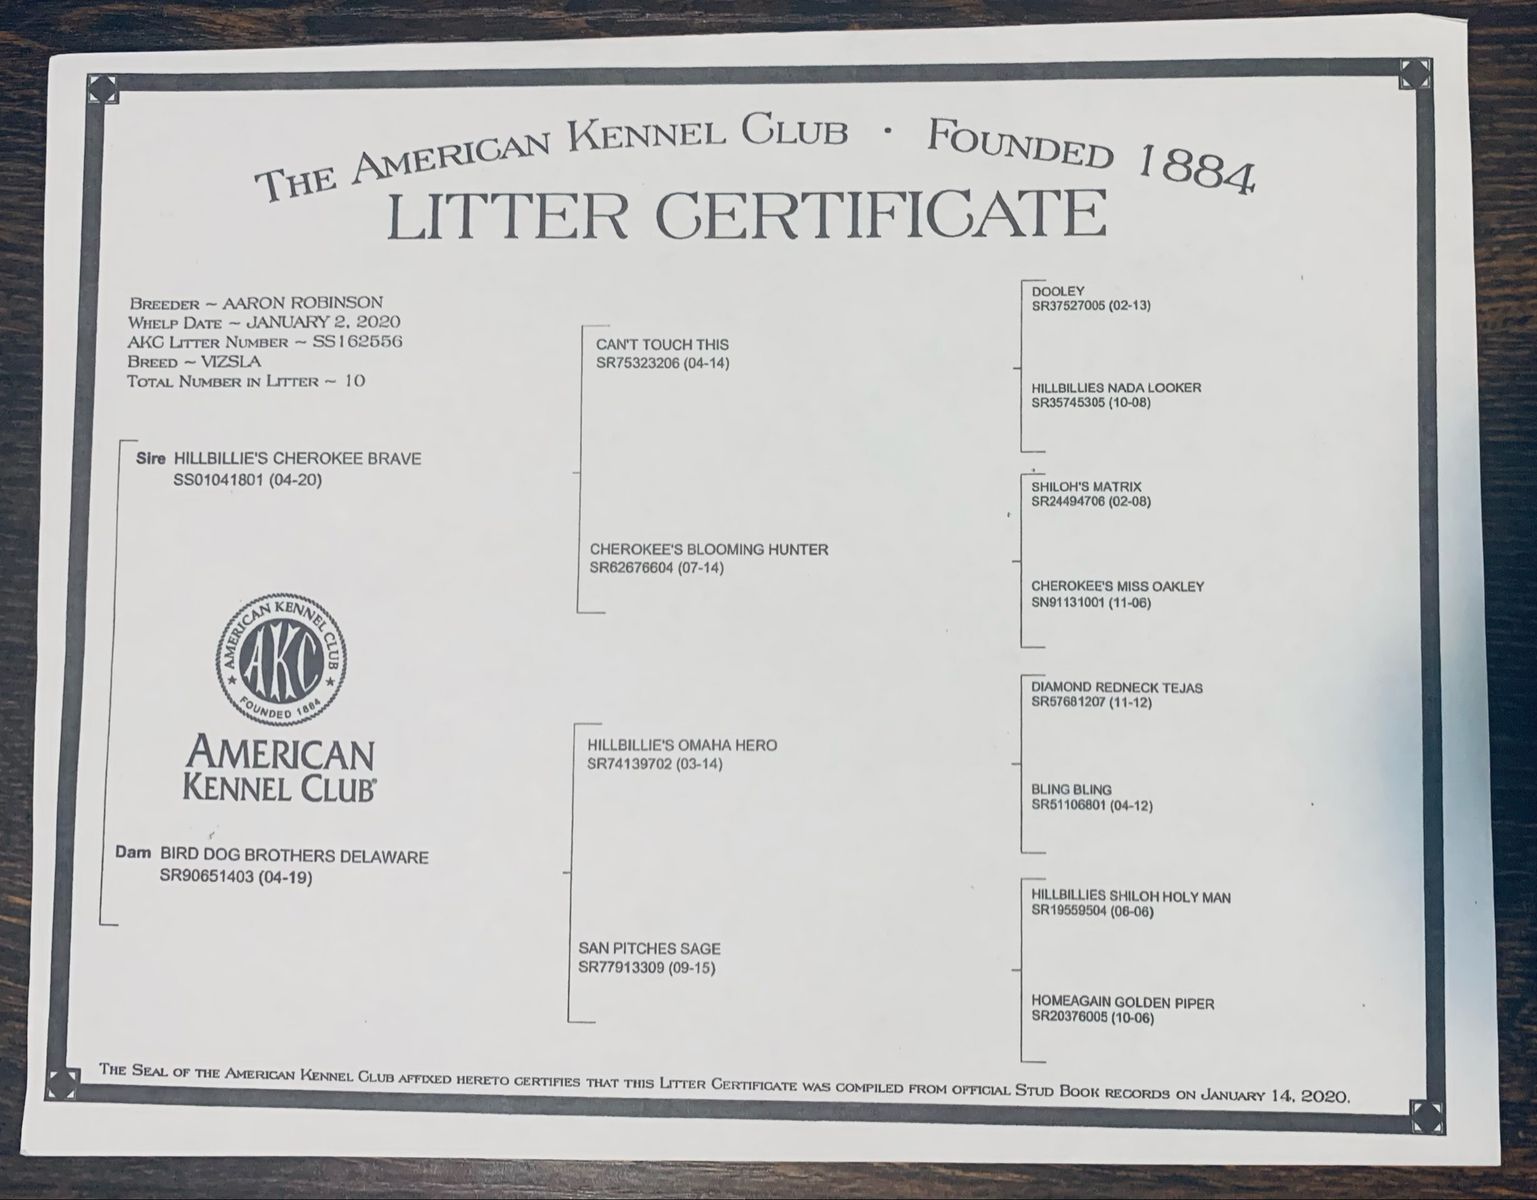 THE AMERICAN KENNEL CLUB · FOUNDED 1884
LITTER CERTIFICATE
BREEDER ~ AARON ROBINSON
WHELP DATE ~ JANUARY 2, 2020
AKC LITTER NUMBER ~ SS162556
BREED ~ VIZSLA
TOTAL NUMBER IN LITTER ~ 10
Sire HILLBILLIE'S CHEROKEE BRAVE
SS01041801 (04-20)
AMERICAN KENNEL CLUB
AKC
FOUNDED 1884
AMERICAN
KENNEL CLUB®
Dam BIRD DOG BROTHERS DELAWARE
SR90651403 (04-19)
CAN'T TOUCH THIS
SR75323206 (04-14)
CHEROKEE'S BLOOMING HUNTER
SR62676604 (07-14)
HILLBILLIE'S OMAHA HERO
SR74139702 (03-14)
SAN PITCHES SAGE
SR77913309 (09-15)
DOOLEY
SR37527005 (02-13)
HILLBILLIES NADA LOOKER
SR35745305 (10-08)
SHILOH'S MATRIX
SR24494706 (02-08)
CHEROKEE'S MISS OAKLEY
SN91131001 (11-06)
DIAMOND REDNECK TEJAS
SR57681207 (11-12)
BLING BLING
SR51106801 (04-12)
HILLBILLIES SHILOH HOLY MAN
SR19559504 (06-06)
HOMEAGAIN GOLDEN PIPER
SR20376005 (10-06)
THE SEAL OF THE AMERICAN KENNEL CLUB AFFIXED HERETO CERTIFIES THAT THIS LITTER CERTIFICATE WAS COMPILED FROM OFFICIAL STUD BOOK RECORDS ON JANUARY 14, 2020.